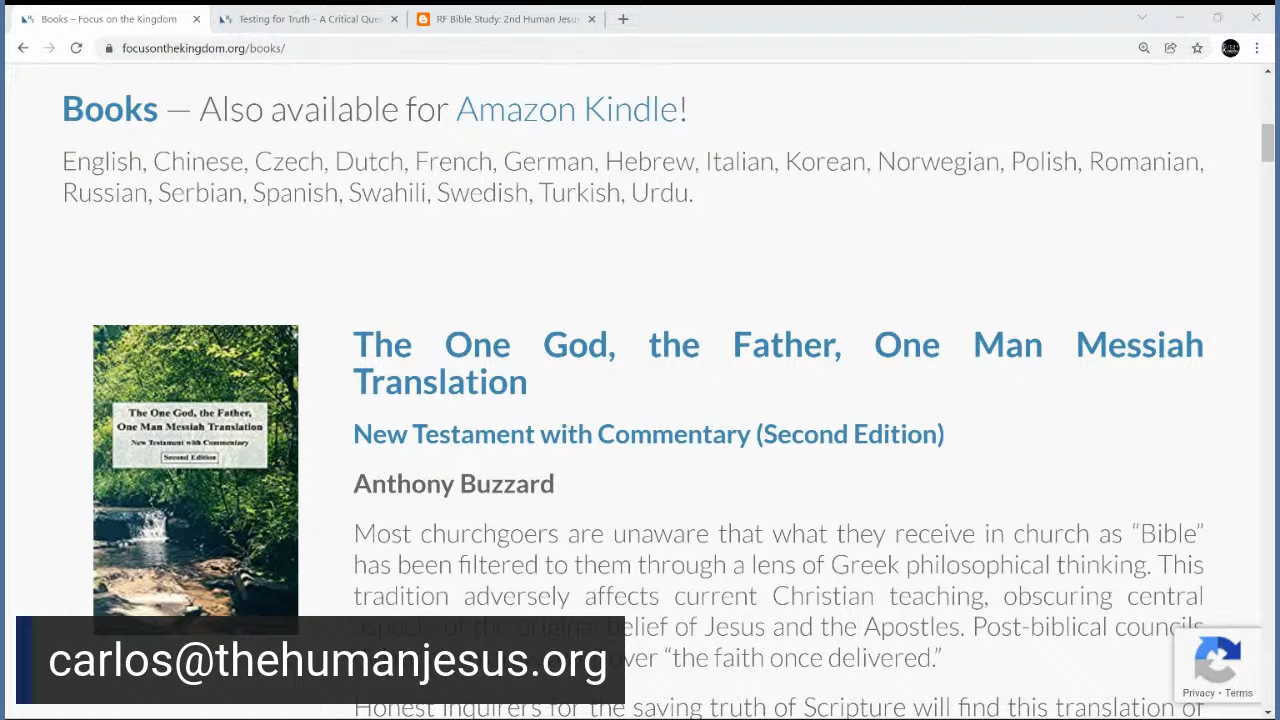 Books – Focus on the Kingdom
Testing for Truth - A Critical Que
RF Bible Study: 2nd Human Jesus
focusonthekingdom.org/books/
Books — Also available for Amazon Kindle!
English, Chinese, Czech, Dutch, French, German, Hebrew, Italian, Korean, Norwegian, Polish, Romanian,
Russian, Serbian, Spanish, Swahili, Swedish, Turkish, Urdu.
The One God, the Father,
One Man Messiah Translation
New Testament with Commentary
Second Edition
The One God, the Father, One Man Messiah
Translation
New Testament with Commentary (Second Edition)
Anthony Buzzard
Most churchgoers are unaware that what they receive in church as “Bible”
has been filtered to them through a lens of Greek philosophical thinking. This
tradition adversely affects current Christian teaching, obscuring central
belief of Jesus and the Apostles. Post-biblical councils
over “the faith once delivered.”
Honest inquirers for the saving truth of Scripture will find this translation of
carlos@thehumanjesus.org
Privacy - Terms